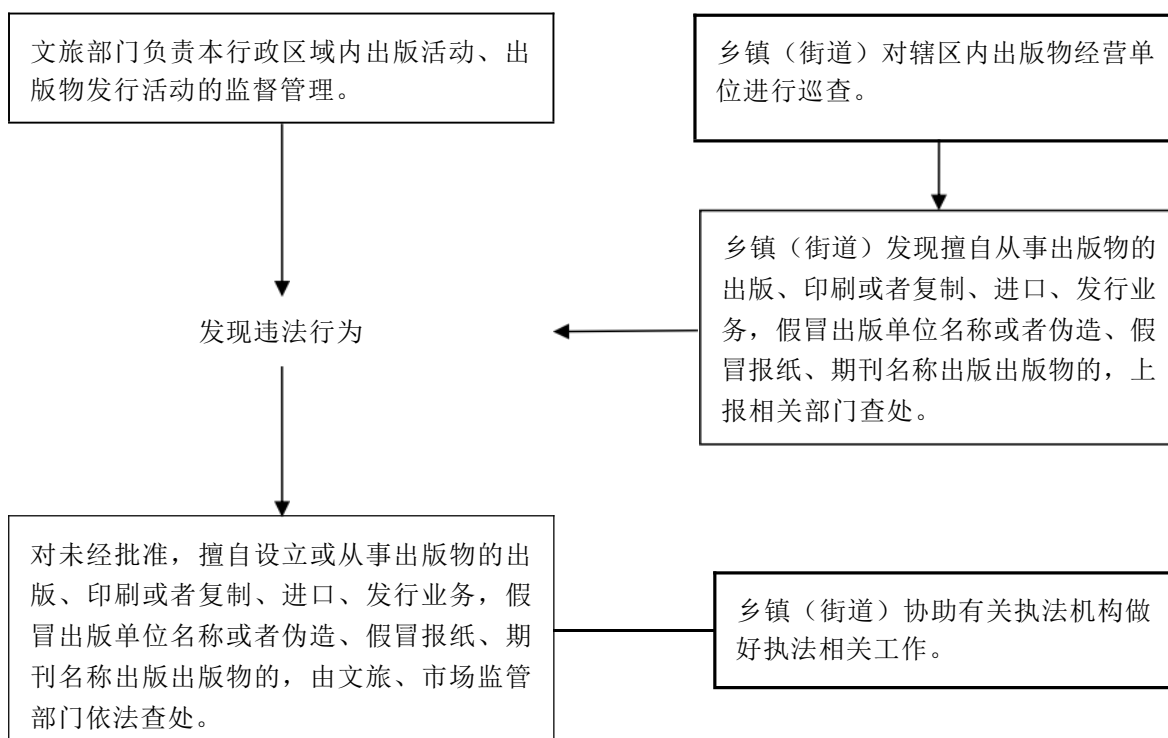 文旅部门负责本行政区域内出版活动、出
版物发行活动的监督管理。
乡镇（街道）对辖区内出版物经营单
位进行巡查。
乡镇（街道）发现擅自从事出版物的
出版、印刷或者复制、进口、发行业
务，假冒出版单位名称或者伪造、假
冒报纸、期刊名称出版出版物的，上
报相关部门查处。
发现违法行为
对未经批准，擅自设立或从事出版物的出
版、印刷或者复制、进口、发行业务，假
冒出版单位名称或者伪造、假冒报纸、期
刊名称出版出版物的，由文旅、市场监管
部门依法查处。
乡镇（街道）协助有关执法机构做
好执法相关工作。